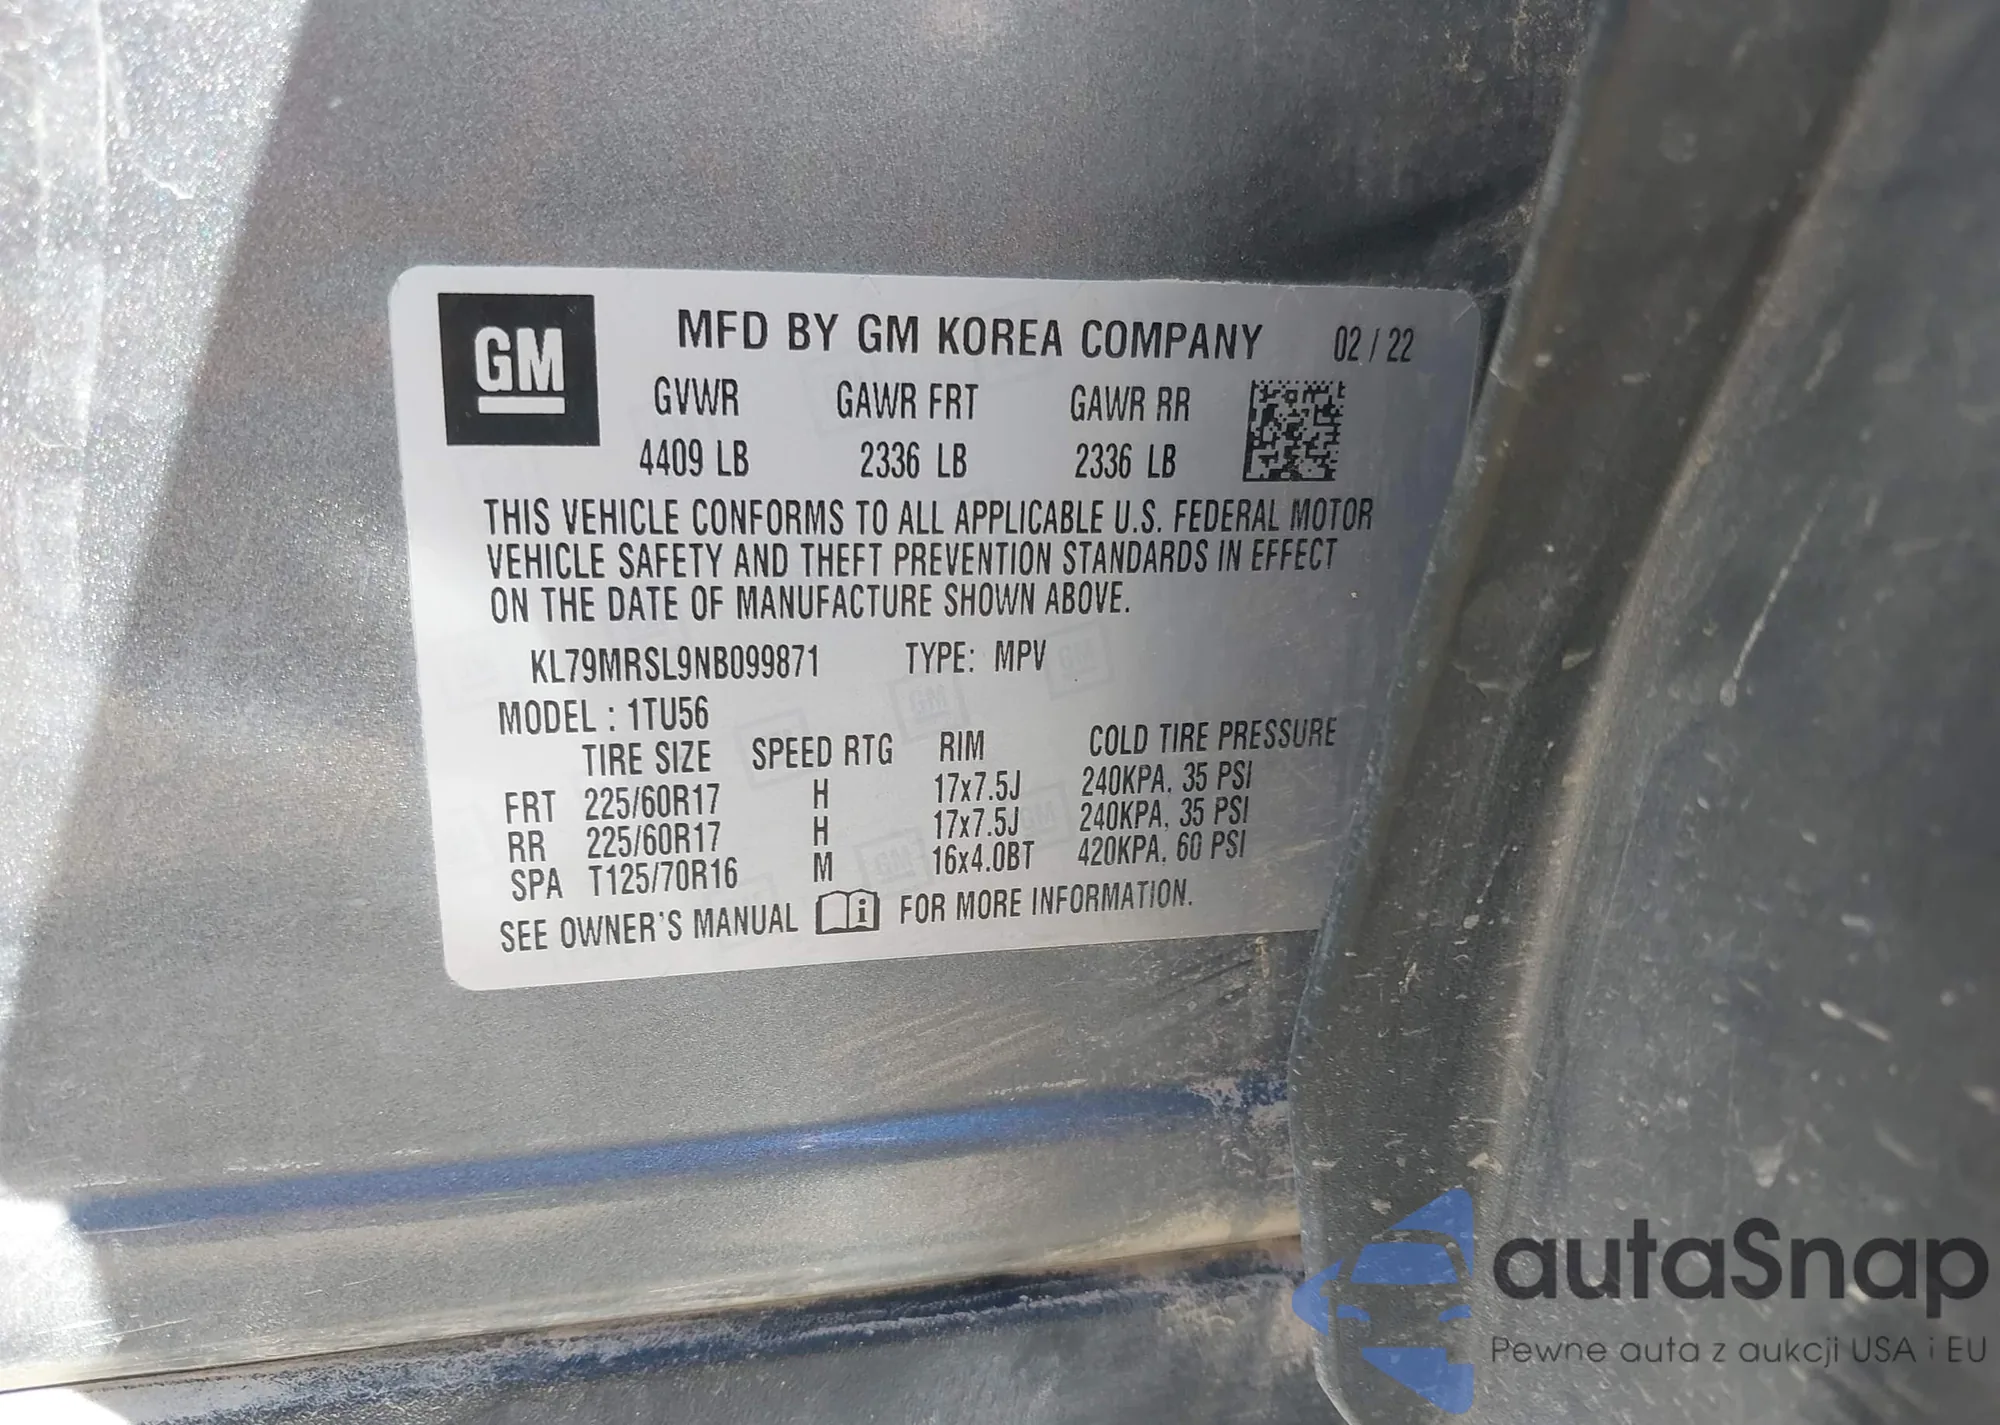 GM
MFD BY GM KOREA COMPANY 02 / 22
GVWR GAWR FRT GAWR RR
4409 LB 2336 LB 2336 LB
THIS VEHICLE CONFORMS TO ALL APPLICABLE U.S. FEDERAL MOTOR
VEHICLE SAFETY AND THEFT PREVENTION STANDARDS IN EFFECT
ON THE DATE OF MANUFACTURE SHOWN ABOVE.
KL79MRSL9NB099871 TYPE: MPV
MODEL : 1TU56
TIRE SIZE SPEED RTG RIM COLD TIRE PRESSURE
FRT 225/60R17 H 17x7.5J 240KPA, 35 PSI
RR 225/60R17 H 17x7.5J 240KPA, 35 PSI
SPA T125/70R16 M 16x4.0BT 420KPA, 60 PSI
SEE OWNER'S MANUAL FOR MORE INFORMATION.
autaSnap
Pewne auta z aukcji USA i EU